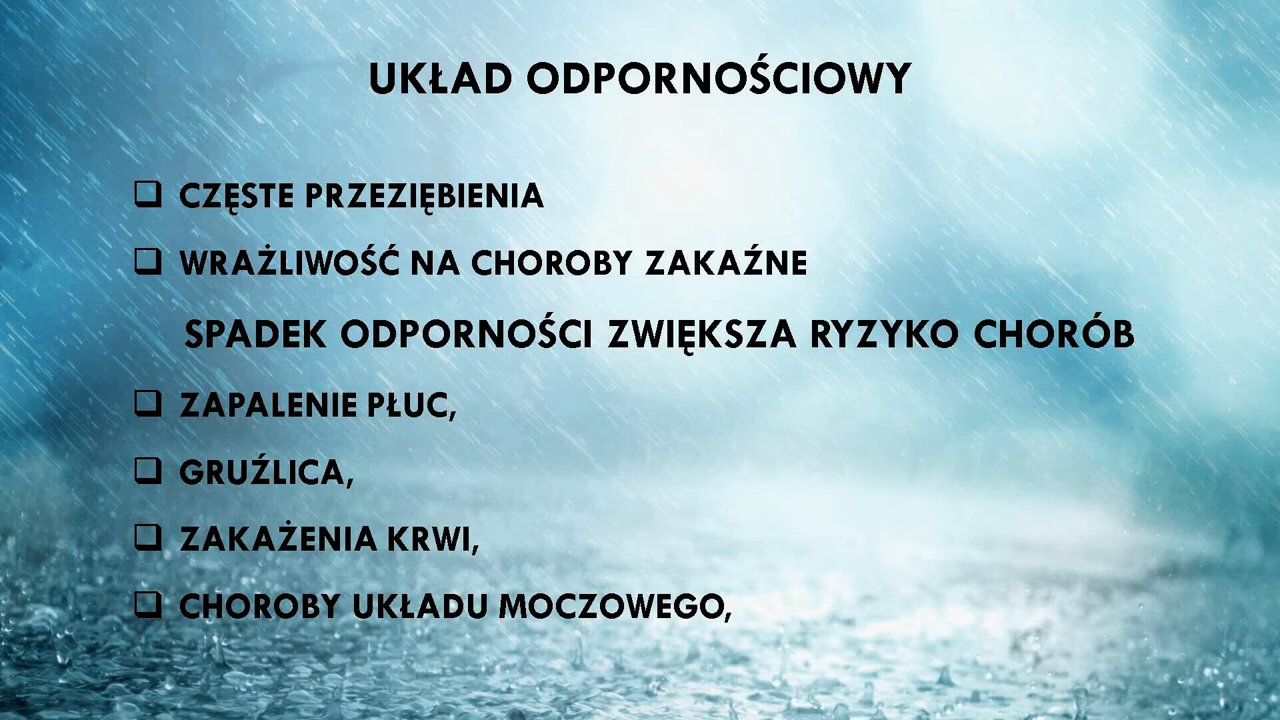 UKŁAD ODPORNOŚCIOWY
❑ CZĘSTE PRZEZIĘBIENIA
❑ WRAŻLIWOŚĆ NA CHOROBY ZAKAŹNE
SPADEK ODPORNOŚCI ZWIĘKSZA RYZYKO CHORÓB
❑ ZAPALENIE PŁUC,
❑ GRUŹLICA,
❑ ZAKAŻENIA KRWI,
❑ CHOROBY UKŁADU MOCZOWEGO,